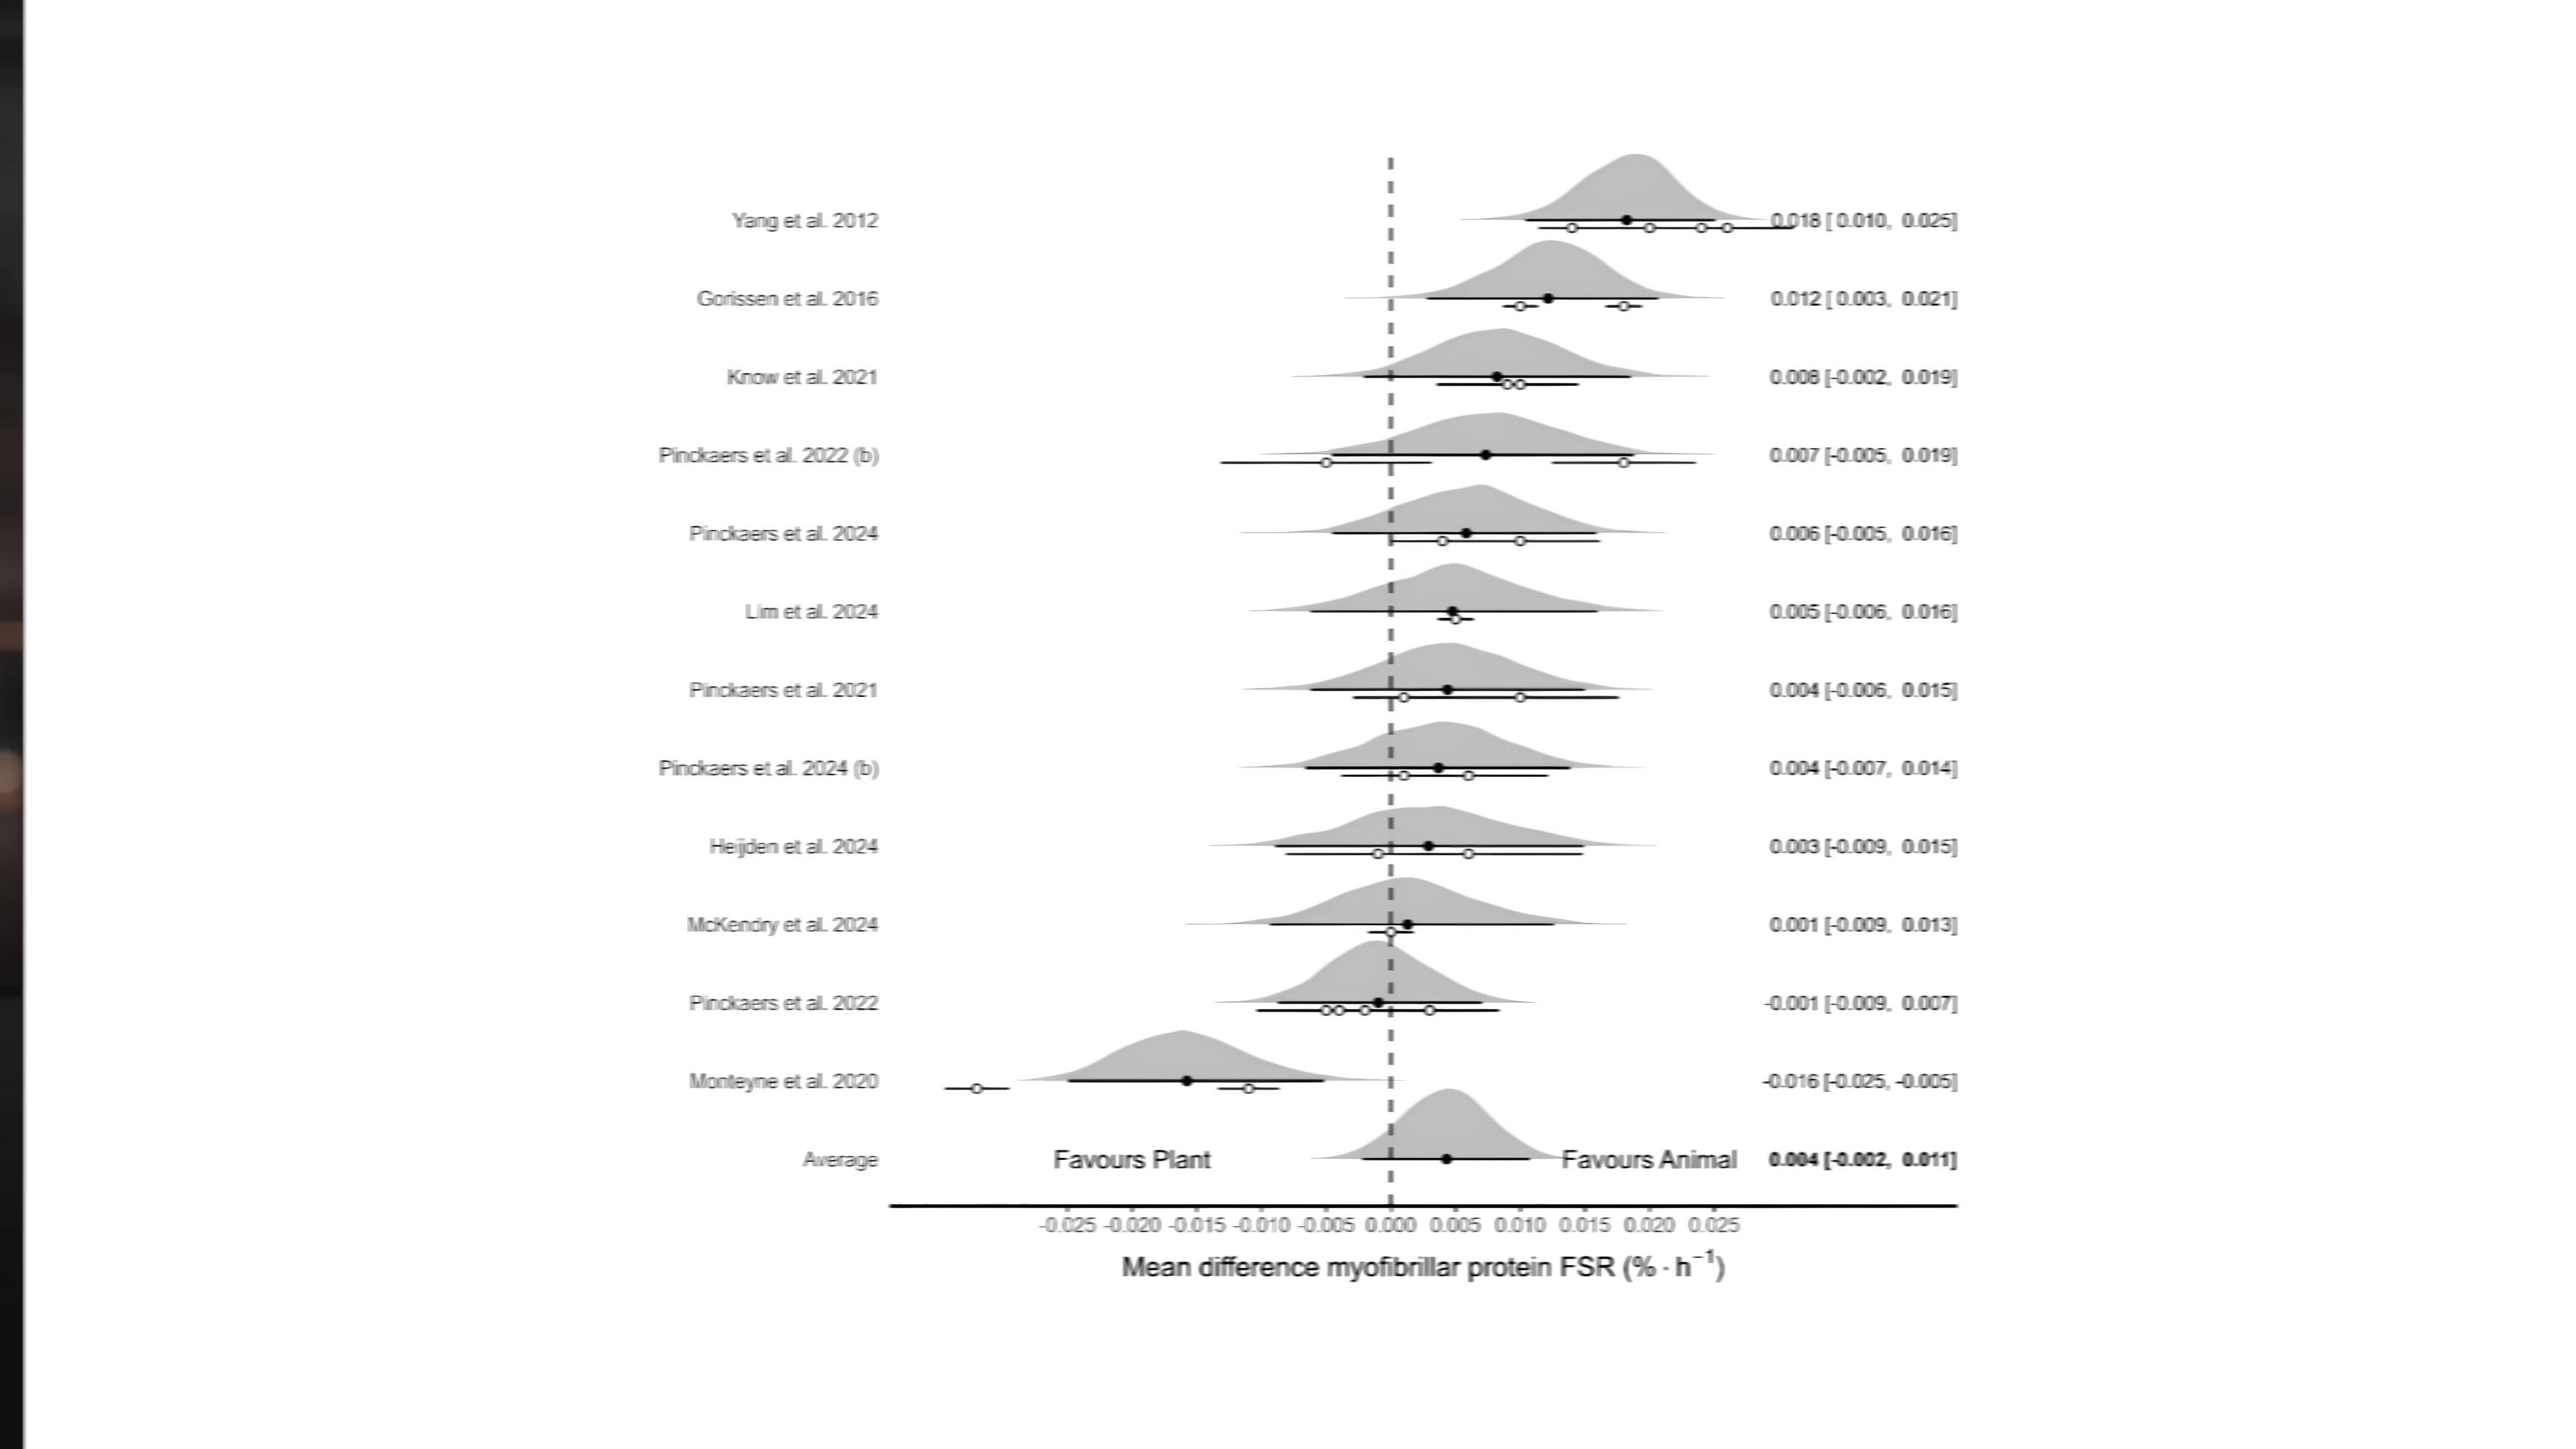 Yang et al. 2012 0.018 [ 0.010, 0.025]
Gorissen et al. 2016 0.012 [ 0.003, 0.021]
Know et al. 2021 0.008 [-0.002, 0.019]
Pinckaers et al. 2022 (b) 0.007 [-0.005, 0.019]
Pinckaers et al. 2024 0.006 [-0.005, 0.016]
Lim et al. 2024 0.005 [-0.006, 0.016]
Pinckaers et al. 2021 0.004 [-0.006, 0.015]
Pinckaers et al. 2024 (b) 0.004 [-0.007, 0.014]
Heijden et al. 2024 0.003 [-0.009, 0.015]
McKendry et al. 2024 0.001 [-0.009, 0.013]
Pinckaers et al. 2022 -0.001 [-0.009, 0.007]
Monteyne et al. 2020 -0.016 [-0.025, -0.005]
Average Favours Plant Favours Animal 0.004 [-0.002, 0.011]
-0.025 -0.020 -0.015 -0.010 -0.005 0.000 0.005 0.010 0.015 0.020 0.025
Mean difference myofibrillar protein FSR (% · h⁻¹)